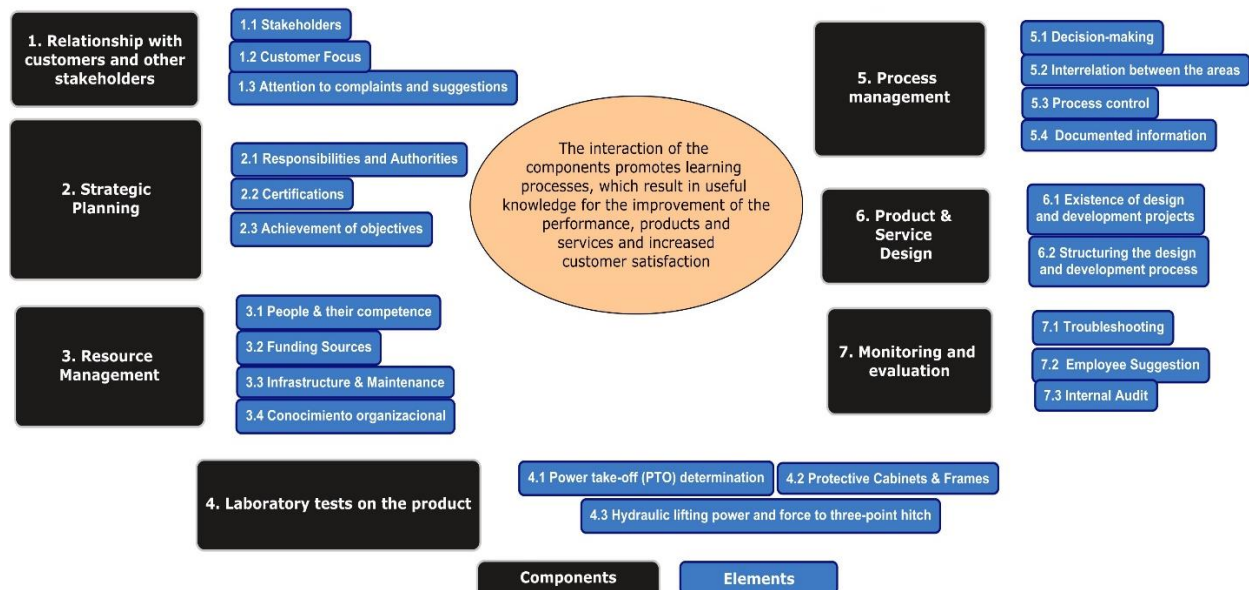 1. Relationship with
customers and other
stakeholders
1.1 Stakeholders
1.2 Customer Focus
1.3 Attention to complaints and suggestions
2. Strategic
Planning
2.1 Responsibilities and Authorities
2.2 Certifications
2.3 Achievement of objectives
3. Resource
Management
3.1 People & their competence
3.2 Funding Sources
3.3 Infrastructure & Maintenance
3.4 Conocimiento organizacional
The interaction of the
components promotes learning
processes, which result in useful
knowledge for the improvement of the
performance, products and
services and increased
customer satisfaction
5. Process
management
5.1 Decision-making
5.2 Interrelation between the areas
5.3 Process control
5.4 Documented information
6. Product &
Service
Design
6.1 Existence of design
and development projects
6.2 Structuring the design
and development process
7. Monitoring and
evaluation
7.1 Troubleshooting
7.2 Employee Suggestion
7.3 Internal Audit
4. Laboratory tests on the product
4.1 Power take-off (PTO) determination
4.2 Protective Cabinets & Frames
4.3 Hydraulic lifting power and force to three-point hitch
Components
Elements